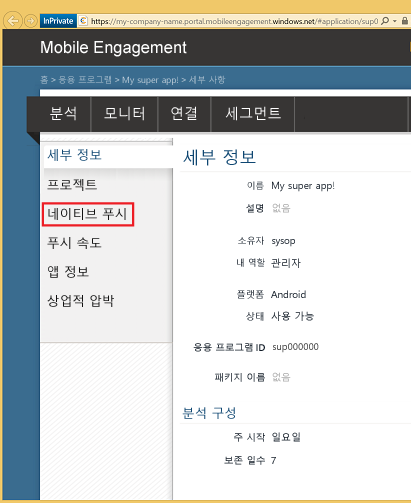 InPrivate https://my-company-name.portal.mobileengagement.windows.net/#application/sup0
Mobile Engagement
홈 > 응용 프로그램 > My super app! > 세부 사항
분석 모니터 연결 세그먼트
세부 정보
프로젝트
네이티브 푸시
푸시 속도
앱 정보
상업적 압박
세부 정보
이름 My super app!
설명 없음
소유자 sysop
내 역할 관리자
플랫폼 Android
상태 사용 가능
응용 프로그램 ID sup000000
패키지 이름 없음
분석 구성
주 시작 일요일
보존 일수 7